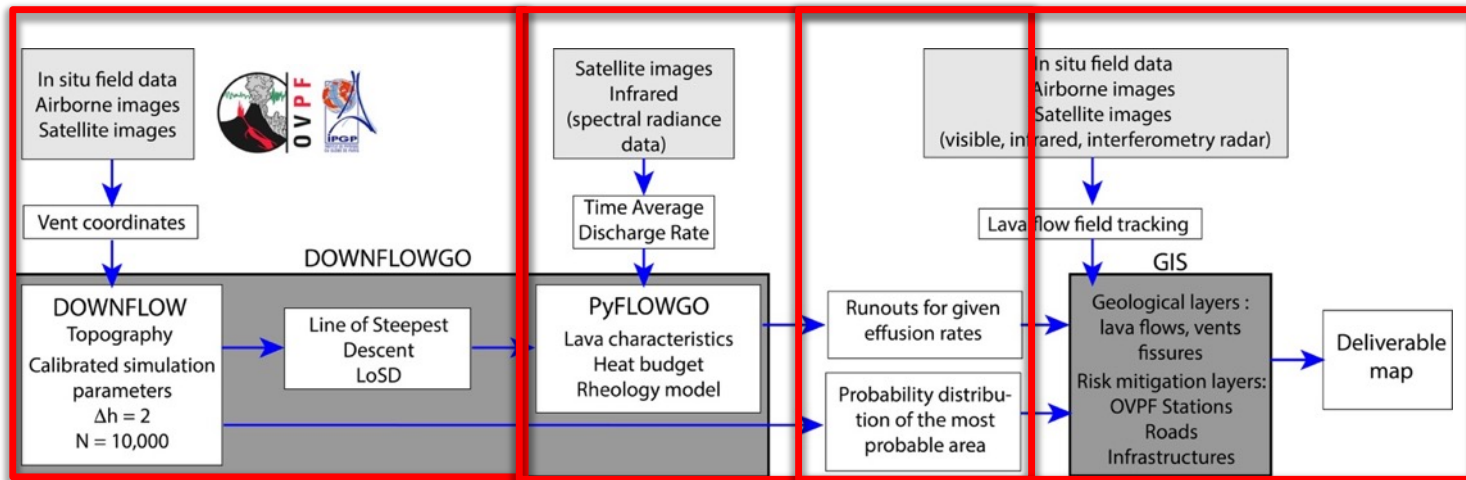 In situ field data
Airborne images
Satellite images
OVPF
IPGP
Vent coordinates
DOWNFLOWGO
DOWNFLOW
Topography
Calibrated simulation
parameters
Δh = 2
N = 10,000
Line of Steepest
Descent
LoSD
Satellite images
Infrared
(spectral radiance
data)
Time Average
Discharge Rate
PyFLOWGO
Lava characteristics
Heat budget
Rheology model
Runouts for given
effusion rates
Probability distribu-
tion of the most
probable area
In situ field data
Airborne images
Satellite images
(visible, infrared, interferometry radar)
Lava flow field tracking
GIS
Geological layers :
lava flows, vents
fissures
Risk mitigation layers:
OVPF Stations
Roads
Infrastructures
Deliverable
map